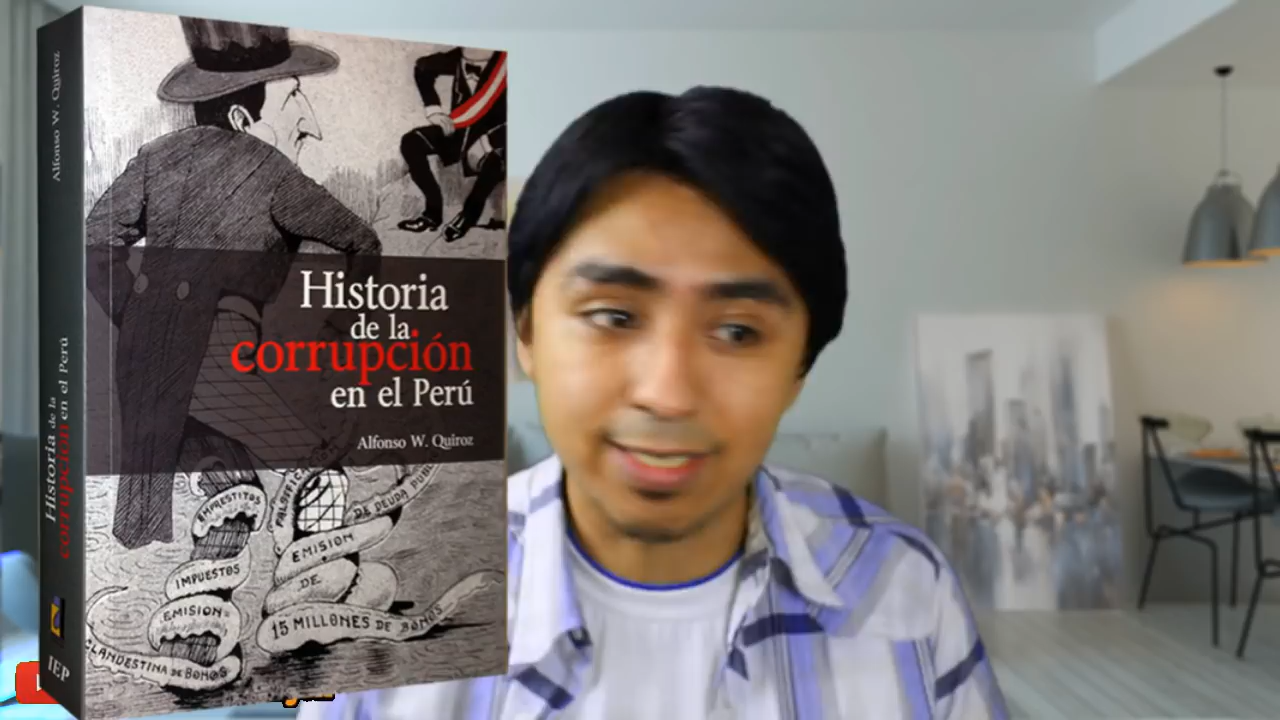 Alfonso W. Quiroz
Historia de la
corrupción en el Perú
IEP
Historia
de la
corrupción
en el Perú
Alfonso W. Quiroz
EMPRESTITOS
DE DEUDA
EMISION
DE
15 MILLONES DE BONOS
IMPUESTOS
EMISION
CLANDESTINA DE BONOS